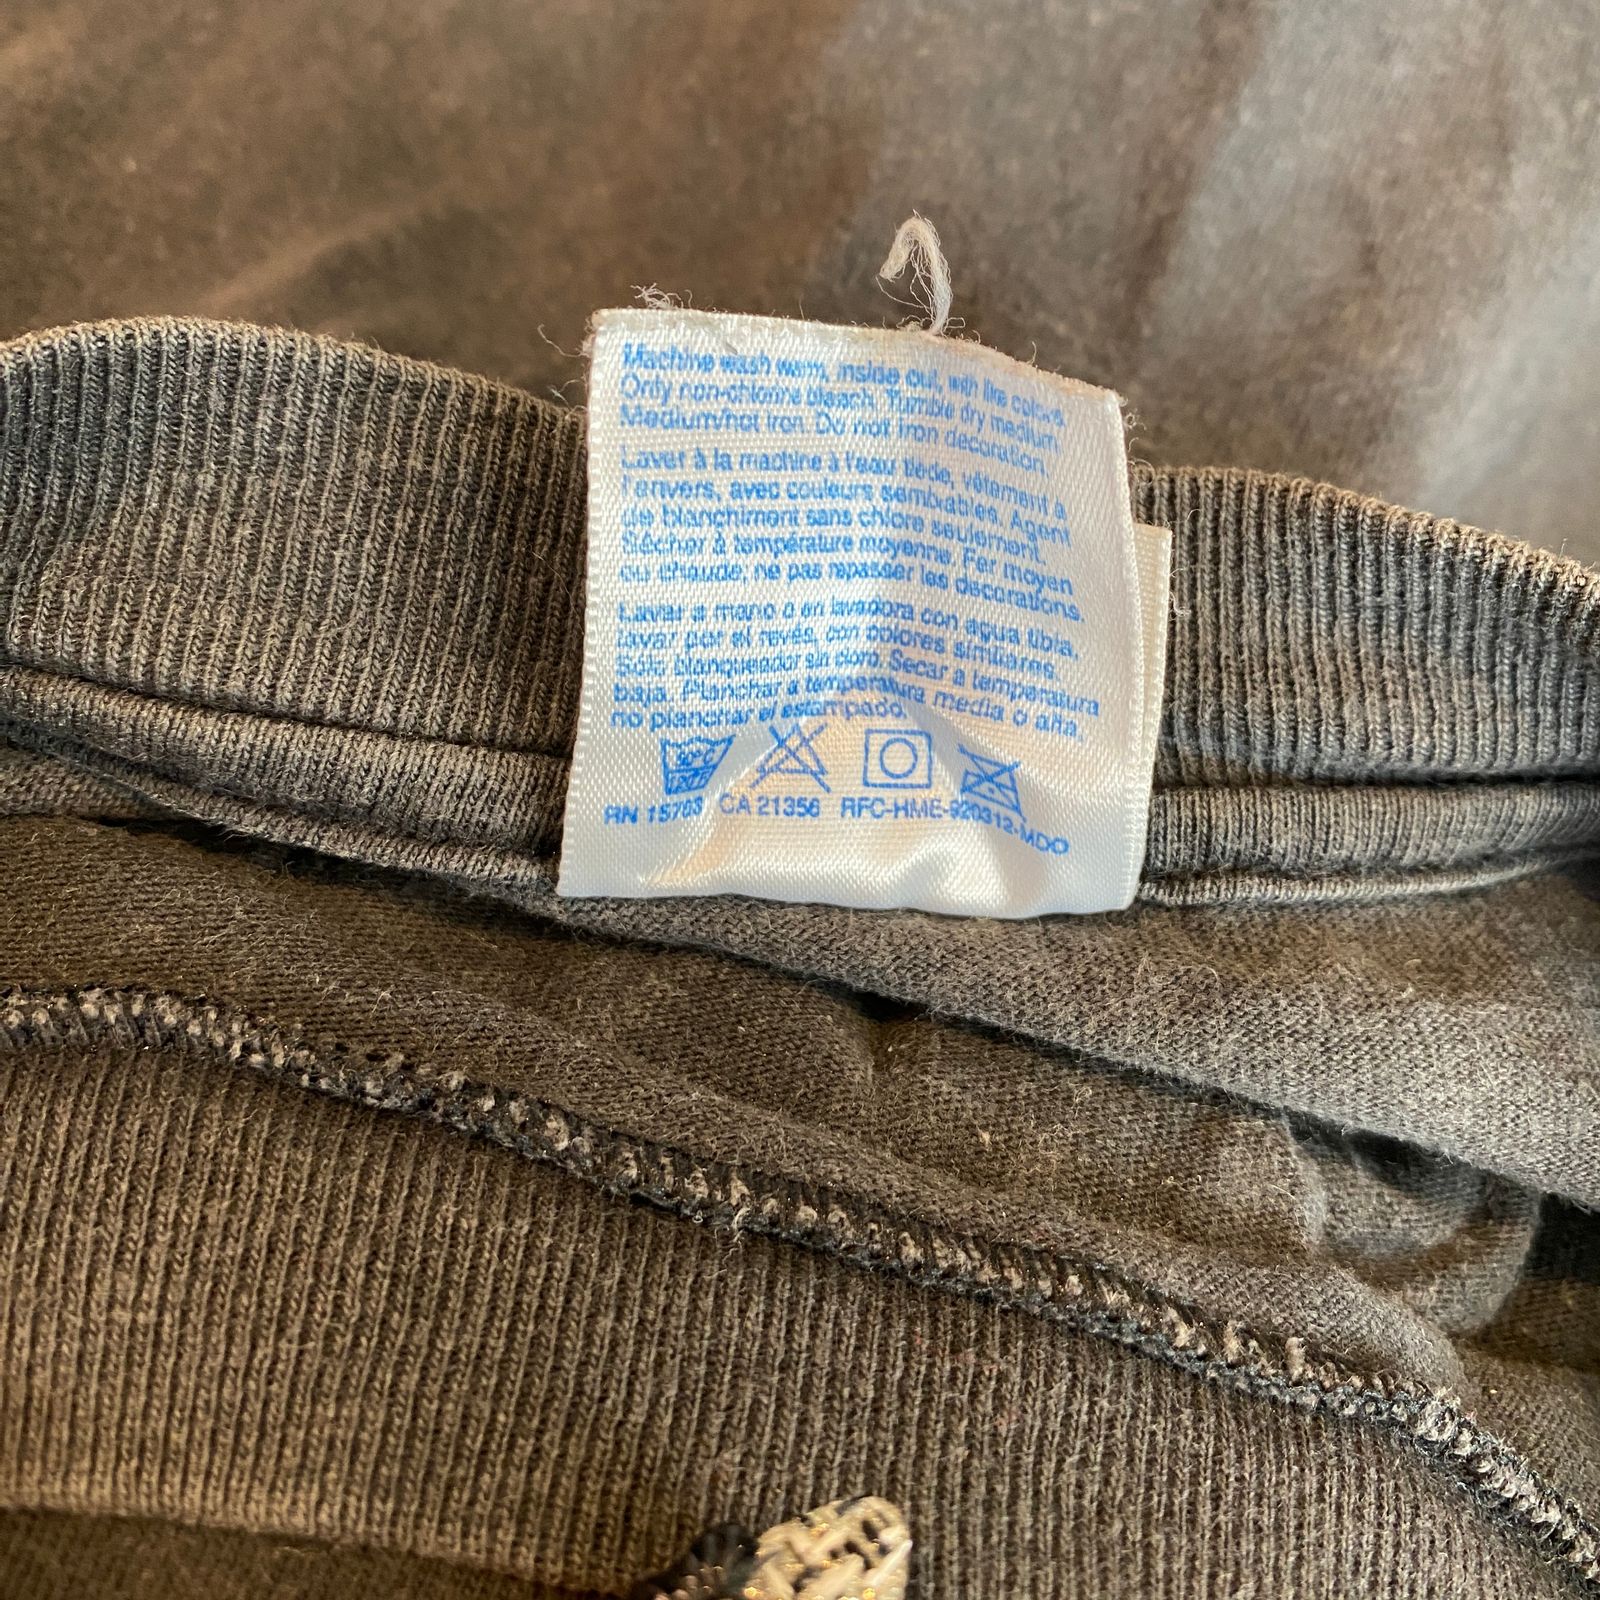 Machine wash warm, inside out, with like colors.
Only non-chlorine bleach. Tumble dry medium.
Medium/hot iron. Do not iron decoration.
Laver à la machine à l'eau tiède, vêtement à
l'envers, avec couleurs semblables. Agent
de blanchiment sans chlore seulement.
Sécher à température moyenne. Fer moyen
ou chaude, ne pas repasser les decorations.
Lavar a mano o en lavadora con agua tibia.
lavar por el revés, con colores similares.
Sólo blanqueador sin cloro. Secar a temperatura
baja. Planchar a temperatura media o alta.
no planchar el estampado.
RN 15763 CA 21356 RFC-HME-920312-MDO